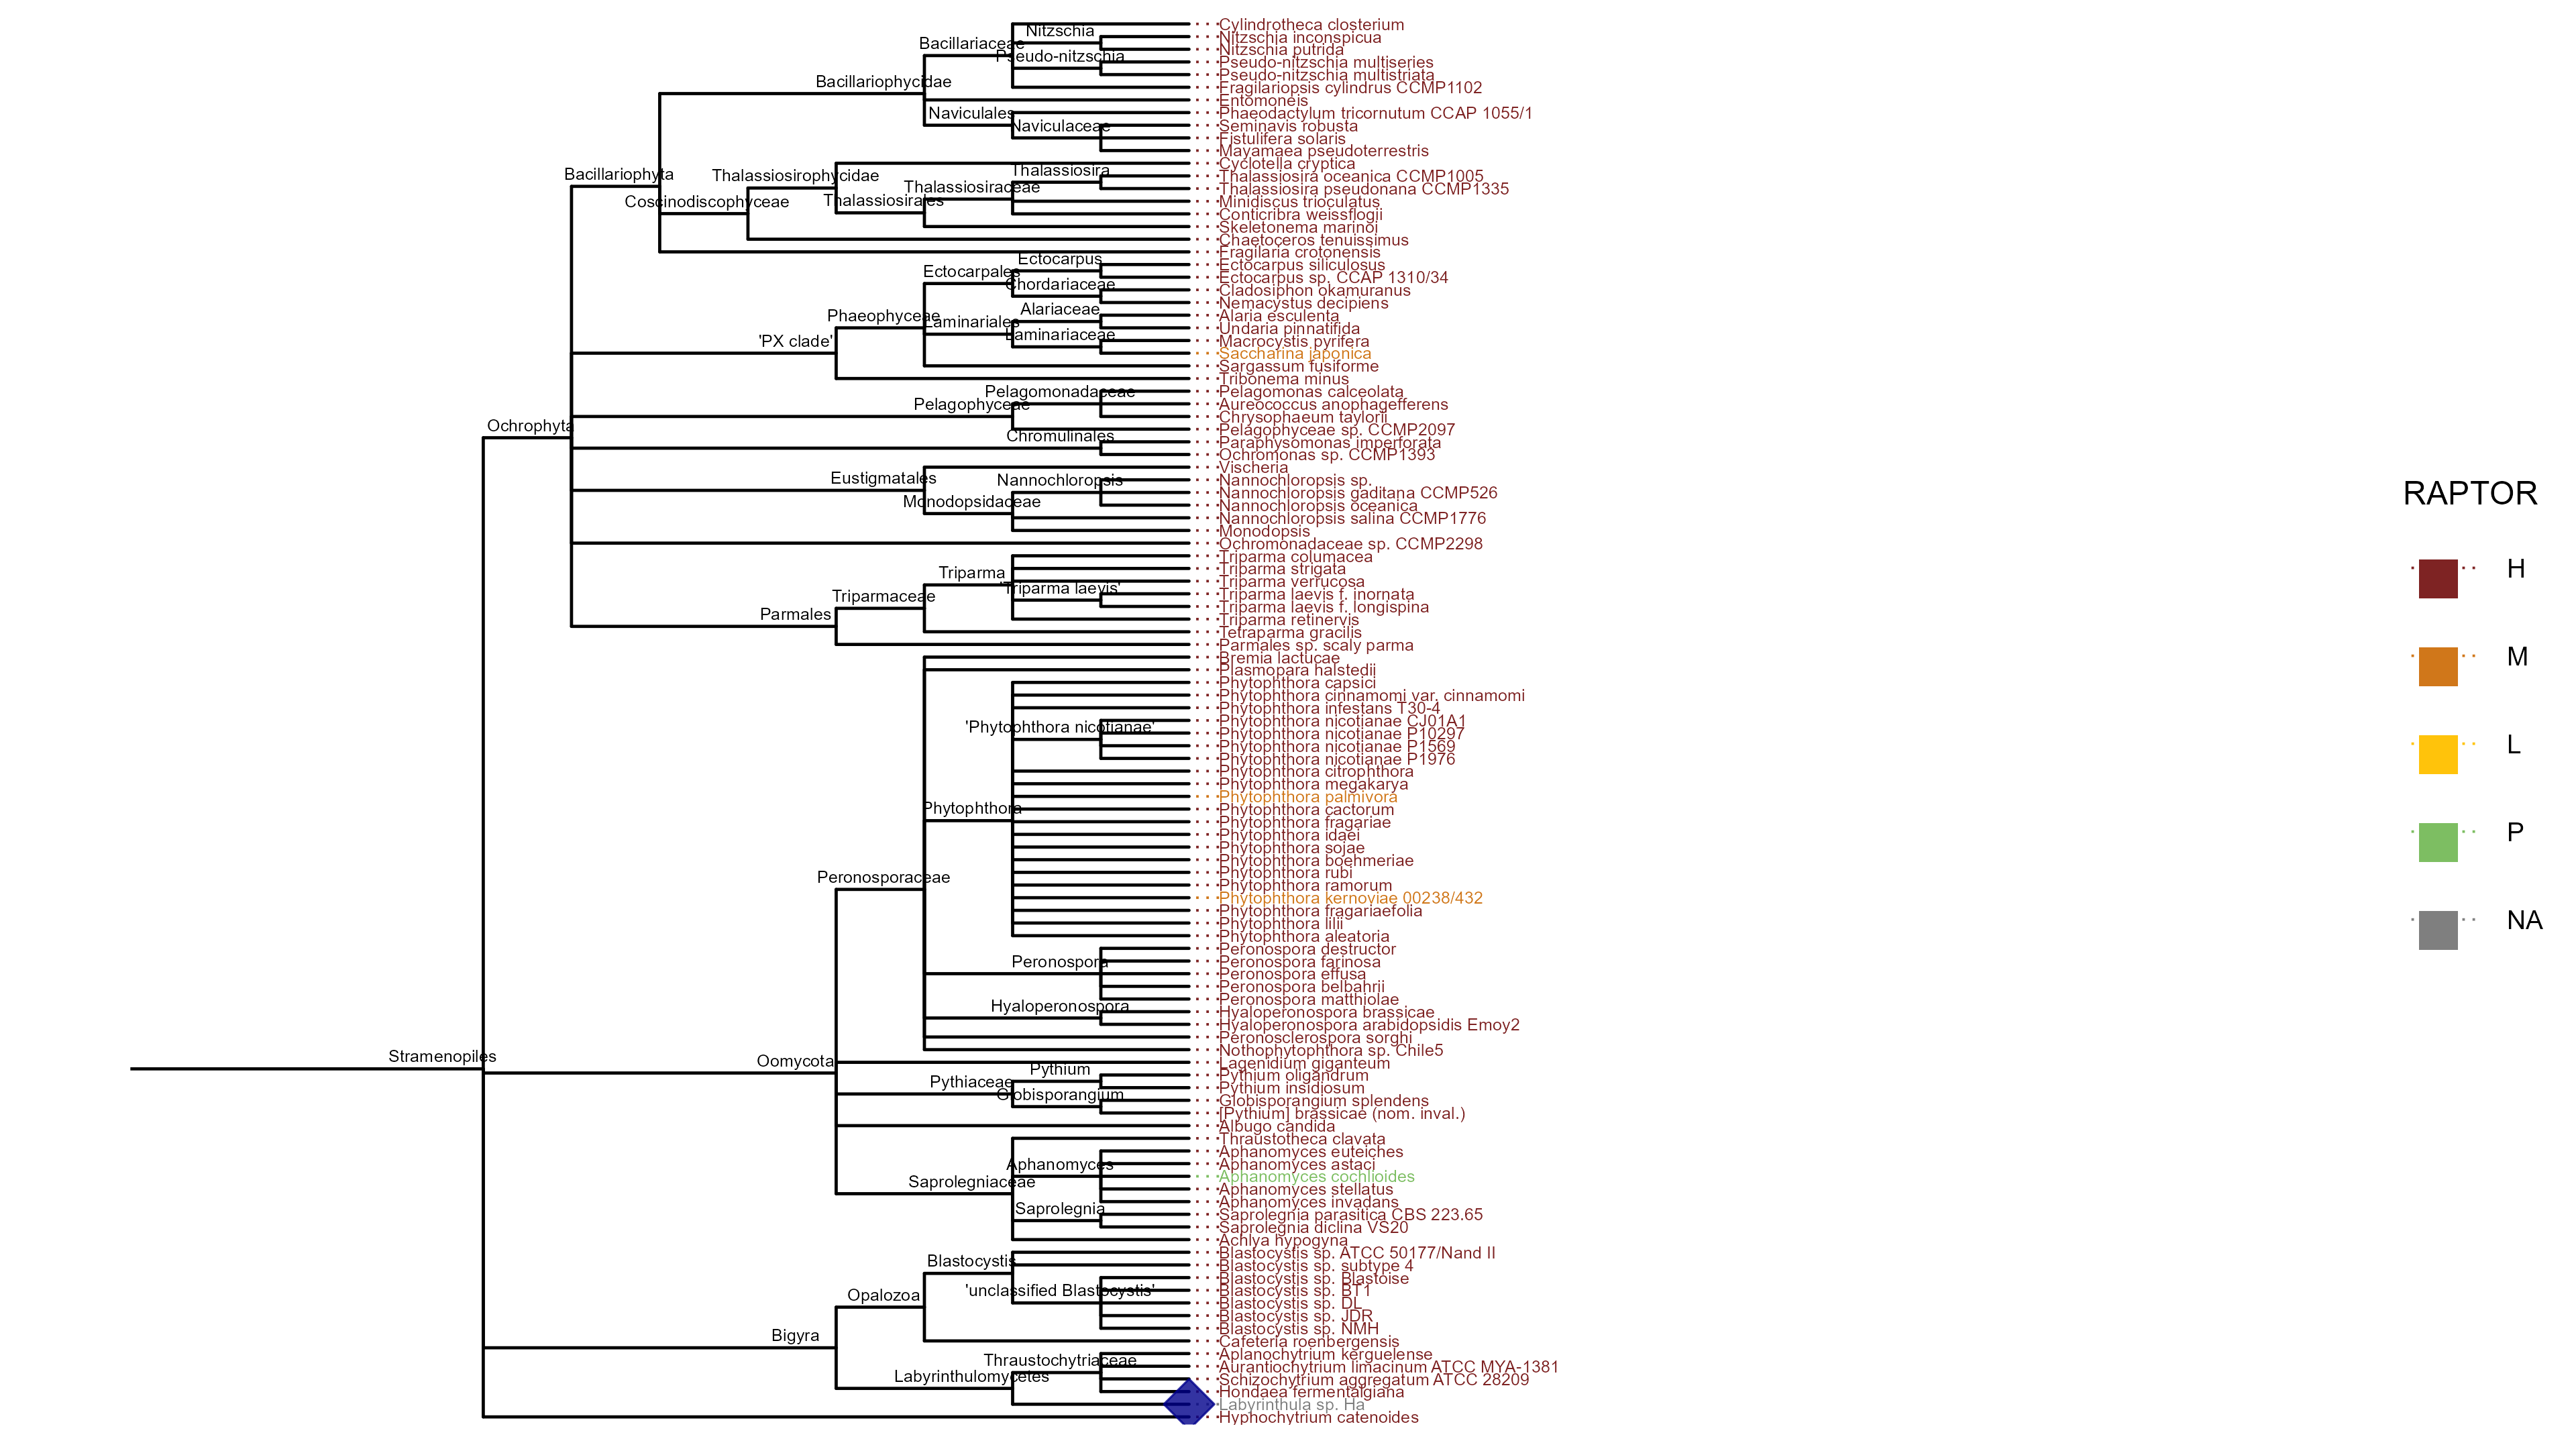 Cylindrotheca closterium
Nitzschia
Nitzschia inconspicua
Bacillariaceae
Nitzschia putrida
Pseudo-nitzschia
Pseudo-nitzschia multiseries
Pseudo-nitzschia multistriata
Bacillariophycidae
Fragilariopsis cylindrus CCMP1102
Entomoneis
Naviculales
Phaeodactylum tricornutum CCAP 1055/1
Naviculaceae
Seminavis robusta
Fistulifera solaris
Mayamaea pseudoterrestris
Cyclotella cryptica
Bacillariophyta
Thalassiosirophycidae
Thalassiosira
Thalassiosira oceanica CCMP1005
Thalassiosiraceae
Thalassiosira pseudonana CCMP1335
Coscinodiscophyceae
Thalassiosirales
Minidiscus trioculatus
Conticribra weissflogii
Skeletonema marinoi
Chaetoceros tenuissimus
Fragilaria crotonensis
Ectocarpus
Ectocarpus siliculosus
Ectocarpales
Ectocarpus sp. CCAP 1310/34
Chordariaceae
Cladosiphon okamuranus
Nemacystus decipiens
Phaeophyceae
Alariaceae
Alaria esculenta
Laminariales
Undaria pinnatifida
'PX clade'
Laminariaceae
Macrocystis pyrifera
Saccharina japonica
Sargassum fusiforme
Tribonema minus
Pelagomonadaceae
Pelagomonas calceolata
Pelagophyceae
Aureococcus anophagefferens
Chrysophaeum taylorii
Ochrophyta
Pelagophyceae sp. CCMP2097
Chromulinales
Paraphysomonas imperforata
Ochromonas sp. CCMP1393
Vischeria
Eustigmatales
Nannochloropsis
Nannochloropsis sp.
Nannochloropsis gaditana CCMP526
Monodopsidaceae
Nannochloropsis oceanica
Nannochloropsis salina CCMP1776
Monodopsis
Ochromonadaceae sp. CCMP2298
Triparma columacea
Triparma
Triparma strigata
Triparma verrucosa
Triparmaceae
'Triparma laevis'
Triparma laevis f. inornata
Triparma laevis f. longispina
Parmales
Triparma retinervis
Tetraparma gracilis
Parmales sp. scaly parma
Bremia lactucae
Plasmopara halstedii
Phytophthora capsici
Phytophthora cinnamomi var. cinnamomi
Phytophthora infestans T30-4
'Phytophthora nicotianae'
Phytophthora nicotianae CJ01A1
Phytophthora nicotianae P10297
Phytophthora nicotianae P1569
Phytophthora nicotianae P1976
Phytophthora citrophthora
Phytophthora megakarya
Phytophthora palmivora
Phytophthora
Phytophthora cactorum
Phytophthora fragariae
Phytophthora idaei
Phytophthora sojae
Phytophthora boehmeriae
Peronosporaceae
Phytophthora rubi
Phytophthora ramorum
Phytophthora kernoviae 00238/432
Phytophthora fragariaefolia
Phytophthora lilii
Phytophthora aleatoria
Peronospora destructor
Peronospora
Peronospora farinosa
Peronospora effusa
Peronospora belbahrii
Peronospora matthiolae
Hyaloperonospora
Hyaloperonospora brassicae
Hyaloperonospora arabidopsidis Emoy2
Peronosclerospora sorghi
Stramenopiles
Nothophytophthora sp. Chile5
Oomycota
Lagenidium giganteum
Pythium
Pythium oligandrum
Pythiaceae
Pythium insidiosum
Globisporangium
Globisporangium splendens
[Pythium] brassicae (nom. inval.)
Albugo candida
Thraustotheca clavata
Aphanomyces euteiches
Aphanomyces
Aphanomyces astaci
Saprolegniaceae
Aphanomyces cochlioides
Aphanomyces stellatus
Aphanomyces invadans
Saprolegnia
Saprolegnia parasitica CBS 223.65
Saprolegnia diclina VS20
Achlya hypogyna
Blastocystis
Blastocystis sp. ATCC 50177/Nand II
Blastocystis sp. subtype 4
Blastocystis sp. Blastoise
'unclassified Blastocystis'
Blastocystis sp. BT1
Opalozoa
Blastocystis sp. DL
Blastocystis sp. JDR
Bigyra
Blastocystis sp. NMH
Cafeteria roenbergensis
Thraustochytriaceae
Aplanochytrium kerguelense
Labyrinthulomycetes
Aurantiochytrium limacinum ATCC MYA-1381
Schizochytrium aggregatum ATCC 28209
Hondaea fermentalgiana
Labyrinthula sp. Ha
Hyphochytrium catenoides
RAPTOR
H
M
L
P
NA